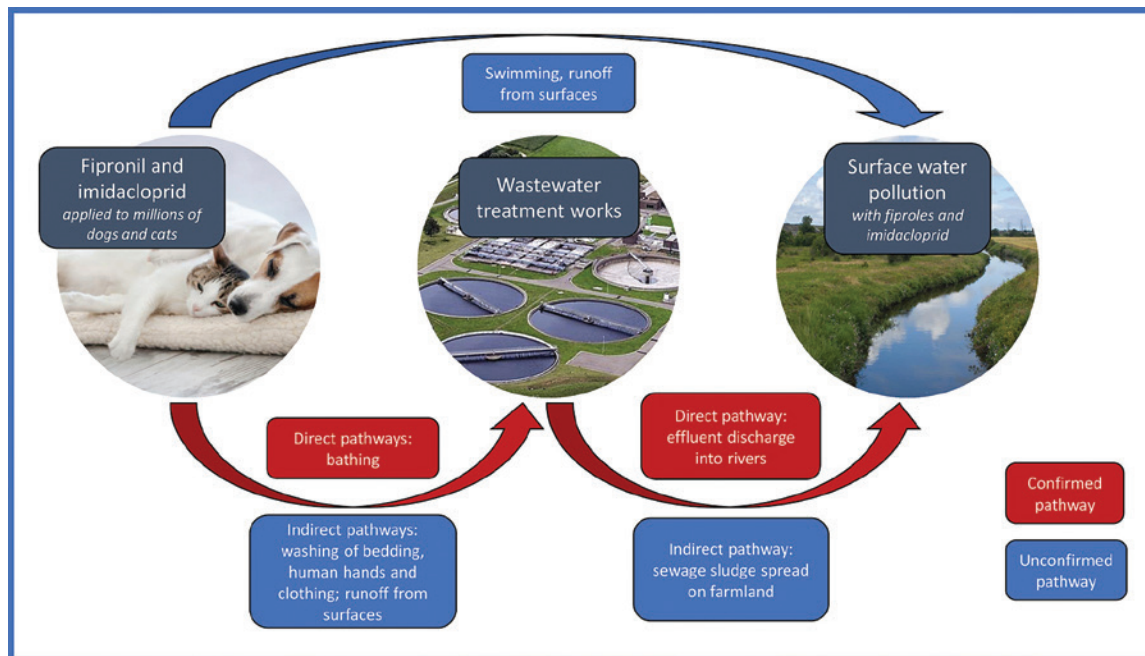 Swimming, runoff
from surfaces
Fipronil and
imidacloprid
applied to millions of
dogs and cats
Wastewater
treatment works
Surface water
pollution
with fiproles and
imidacloprid
Direct pathways:
bathing
Direct pathway:
effluent discharge
into rivers
Indirect pathways:
washing of bedding,
human hands and
clothing; runoff from
surfaces
Indirect pathway:
sewage sludge spread
on farmland
Confirmed
pathway
Unconfirmed
pathway